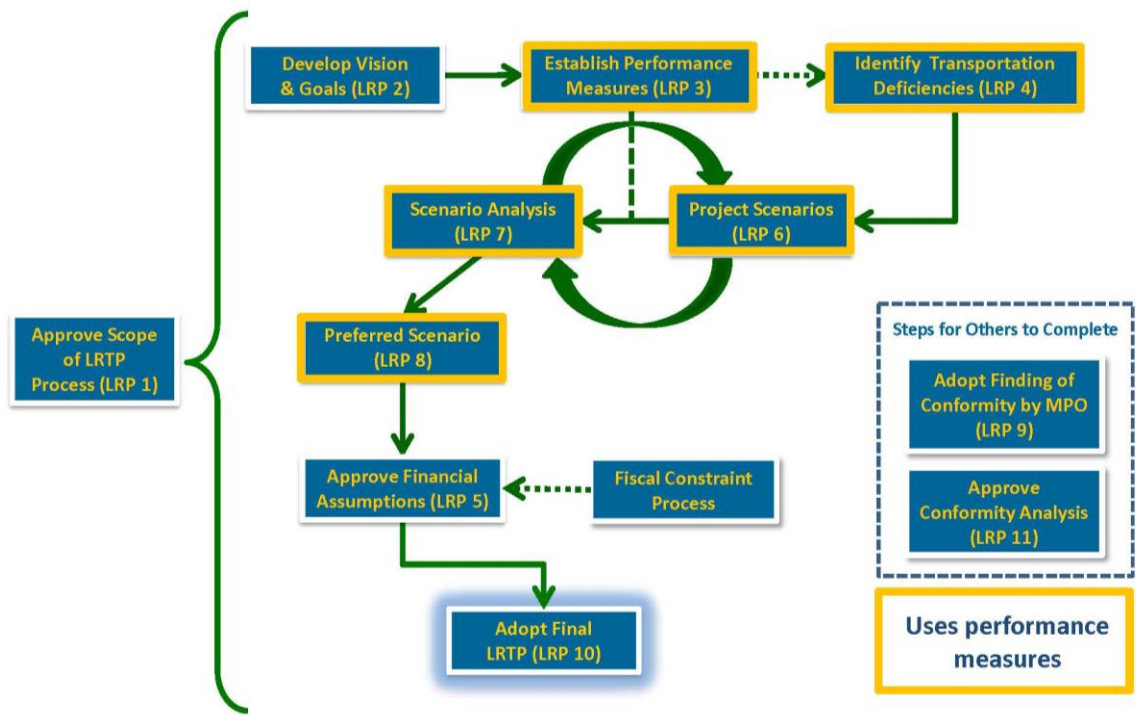 Develop Vision
& Goals (LRP 2)
Establish Performance
Measures (LRP 3)
Identify Transportation
Deficiencies (LRP 4)
Scenario Analysis
(LRP 7)
Project Scenarios
(LRP 6)
Approve Scope
of LRTP
Process (LRP 1)
Preferred Scenario
(LRP 8)
Approve Financial
Assumptions (LRP 5)
Fiscal Constraint
Process
Adopt Final
LRTP (LRP 10)
Steps for Others to Complete
Adopt Finding of
Conformity by MPO
(LRP 9)
Approve
Conformity Analysis
(LRP 11)
Uses performance
measures